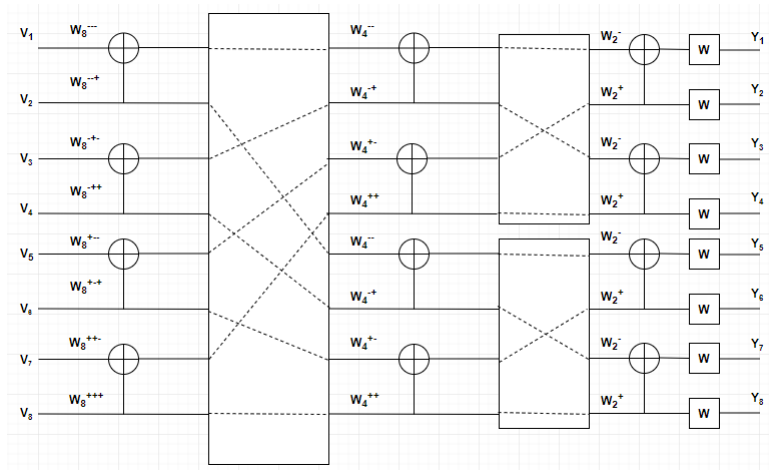 V1 W8--- W4-- W2- W Y1
V2 W8--+ W4-+ W2+ W Y2
V3 W8-+- W4+- W2- W Y3
V4 W8-++ W4++ W2+ W Y4
V5 W8+-- W4-- W2- W Y5
V6 W8+-+ W4-+ W2+ W Y6
V7 W8++- W4+- W2- W Y7
V8 W8+++ W4++ W2+ W Y8